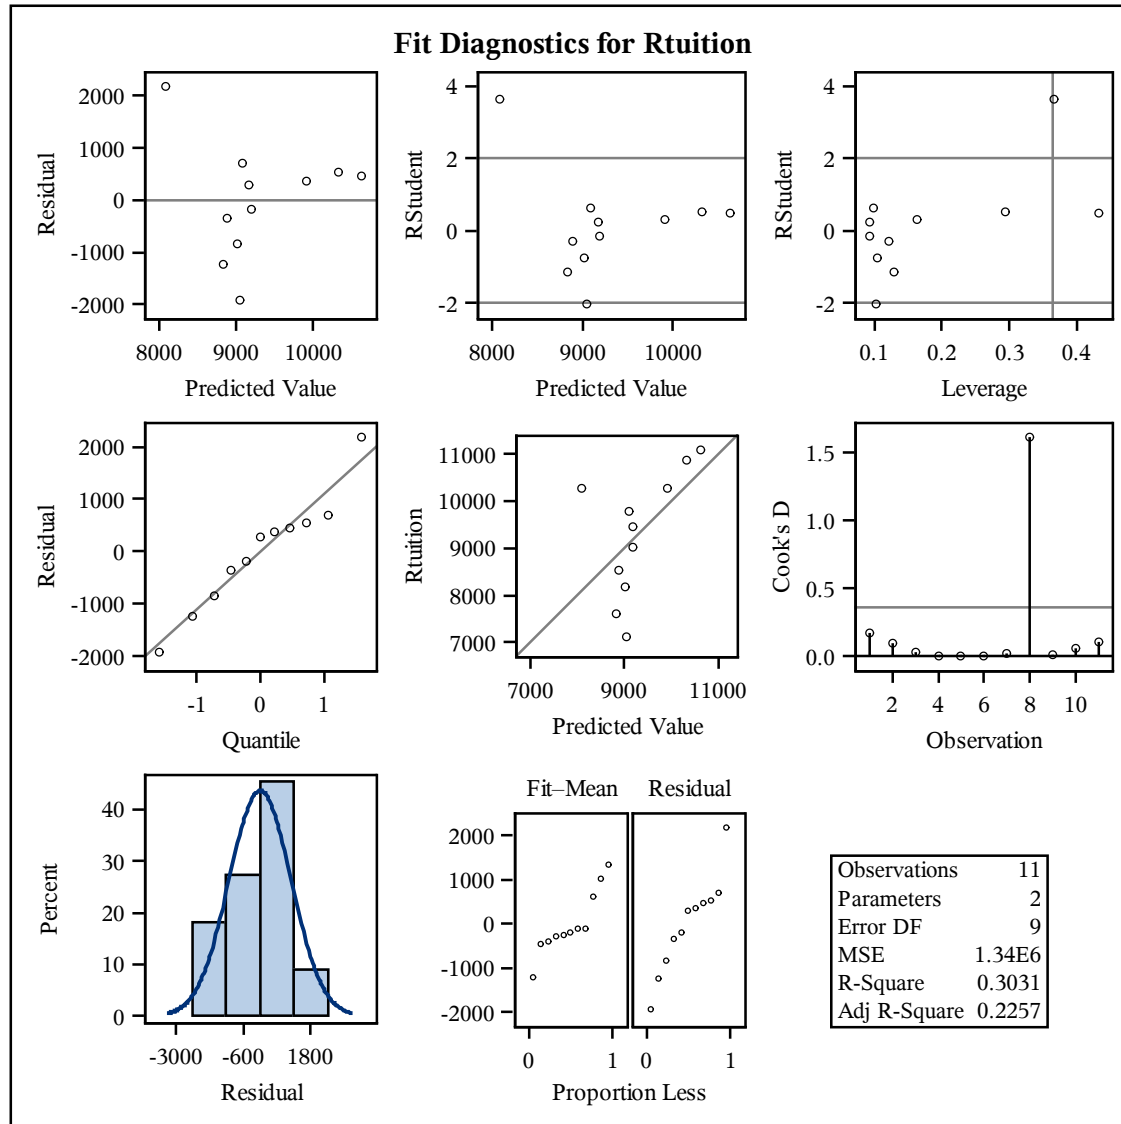 Fit Diagnostics for Rtuition
2000
1000
0
-1000
-2000
Residual
8000 9000 10000
Predicted Value
4
2
0
-2
RStudent
8000 9000 10000
Predicted Value
4
2
0
-2
RStudent
0.1 0.2 0.3 0.4
Leverage
2000
1000
0
-1000
-2000
Residual
-1 0 1
Quantile
11000
10000
9000
8000
7000
Rtuition
7000 9000 11000
Predicted Value
1.5
1.0
0.5
0.0
Cook's D
2 4 6 8 10
Observation
40
30
20
10
0
Percent
-3000 -600 1800
Residual
Fit–Mean Residual
2000
1000
0
-1000
-2000
0 1 0 1
Proportion Less
Observations 11
Parameters 2
Error DF 9
MSE 1.34E6
R-Square 0.3031
Adj R-Square 0.2257